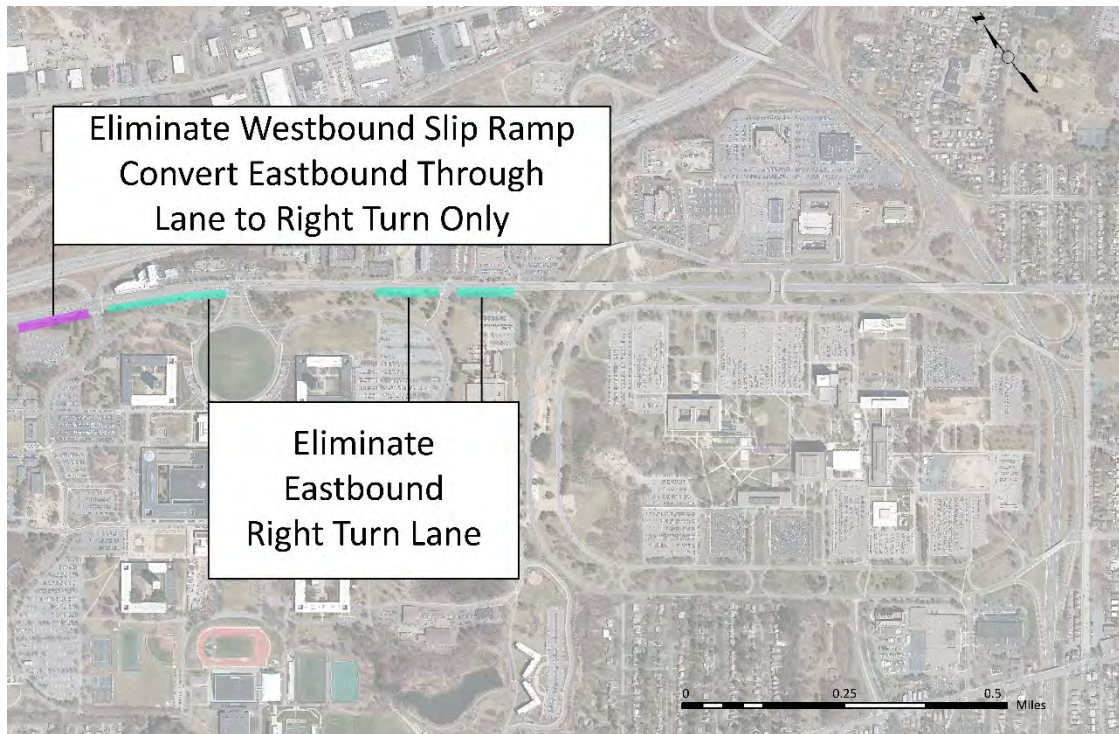 N
Eliminate Westbound Slip Ramp
Convert Eastbound Through
Lane to Right Turn Only
Eliminate
Eastbound
Right Turn Lane
0 0.25 0.5
Miles